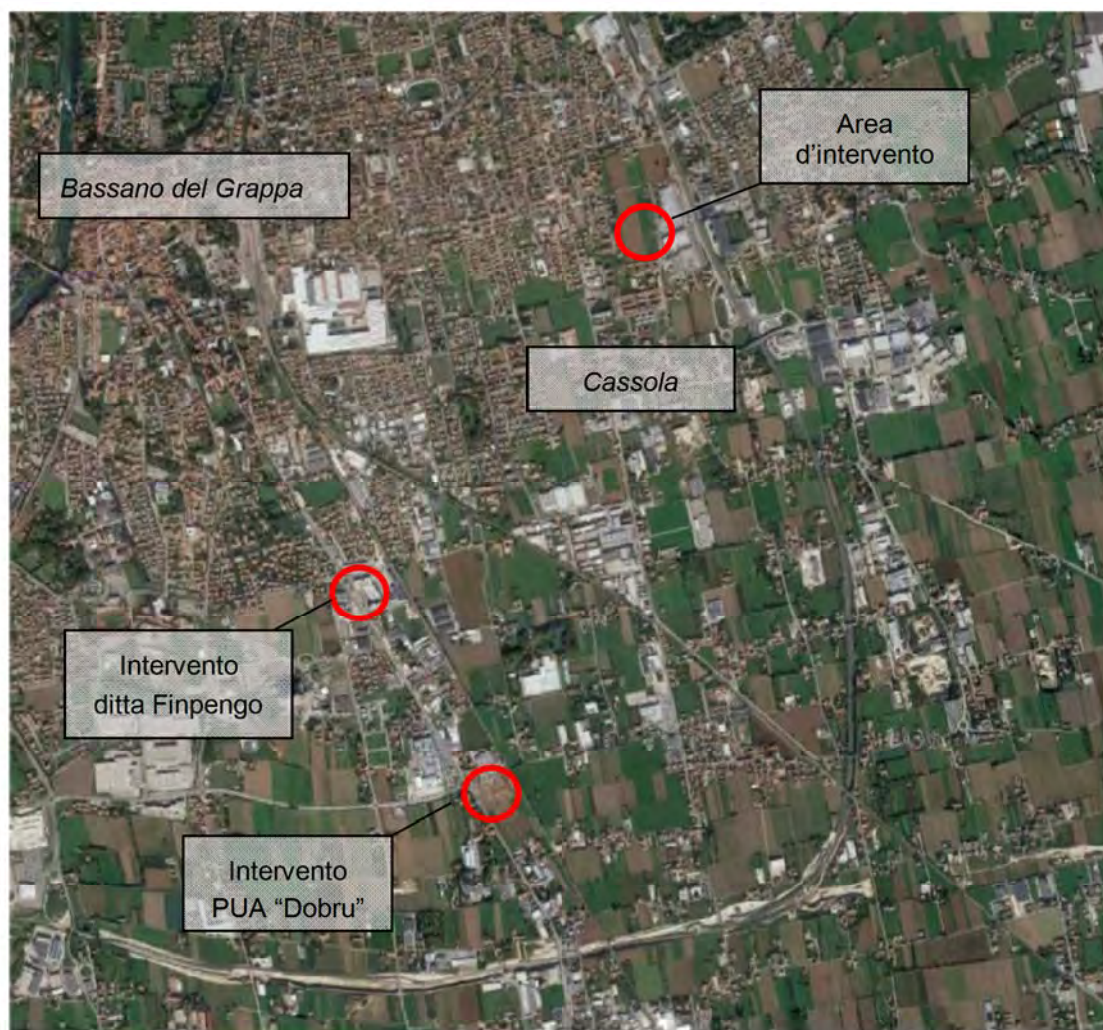 Area
d’intervento
Bassano del Grappa
Cassola
Intervento
ditta Finpengo
Intervento
PUA “Dobru”